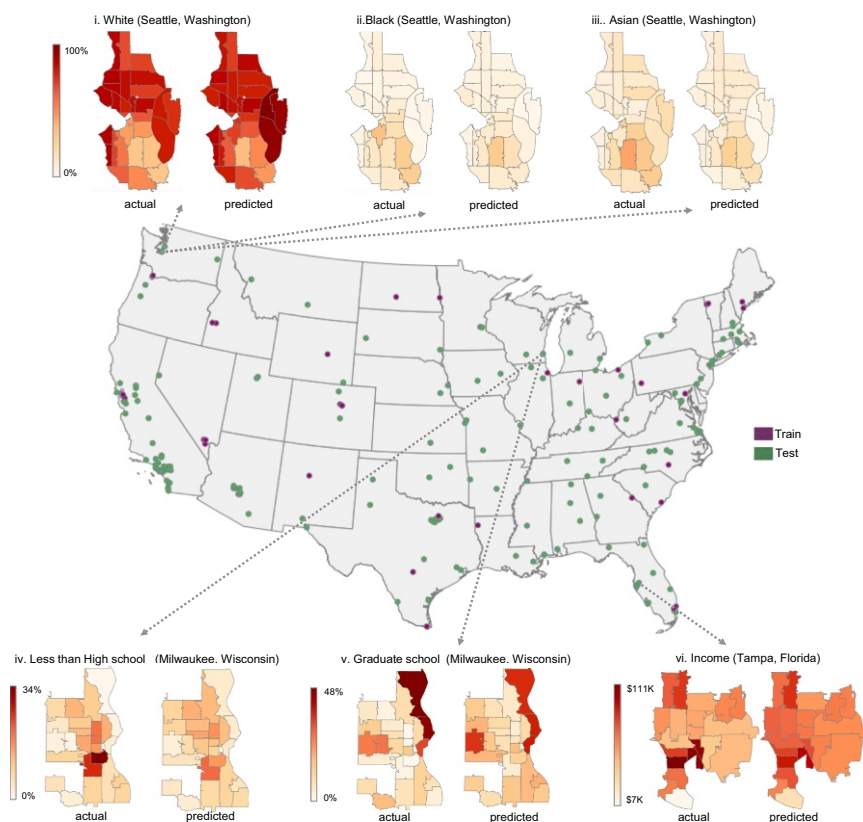 i. White (Seattle, Washington)
ii.Black (Seattle, Washington)
iii.. Asian (Seattle, Washington)
100%
0%
actual
predicted
actual
predicted
actual
predicted
Train
Test
iv. Less than High school (Milwaukee. Wisconsin)
v. Graduate school (Milwaukee. Wisconsin)
vi. Income (Tampa, Florida)
34%
0%
48%
0%
$111K
$7K
actual
predicted
actual
predicted
actual
predicted